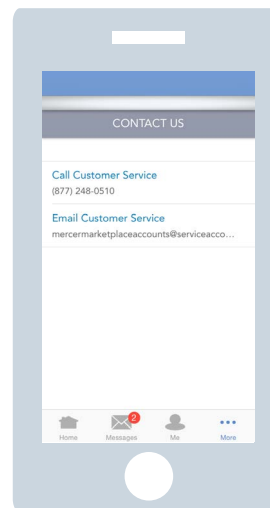 CONTACT US
Call Customer Service
(877) 248-0510
Email Customer Service
mercermarketplaceaccounts@serviceacco...
2
Home Messages Me More